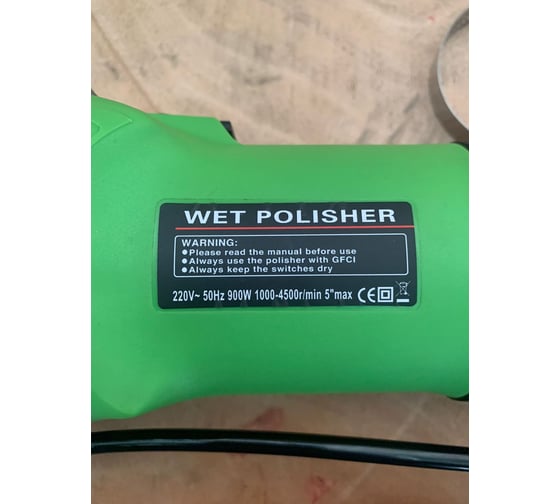 WET POLISHER
WARNING:
●Please read the manual before use
●Always use the polisher with GFCI
●Always keep the switches dry
220V~ 50Hz 900W 1000-4500r/min 5"max CE